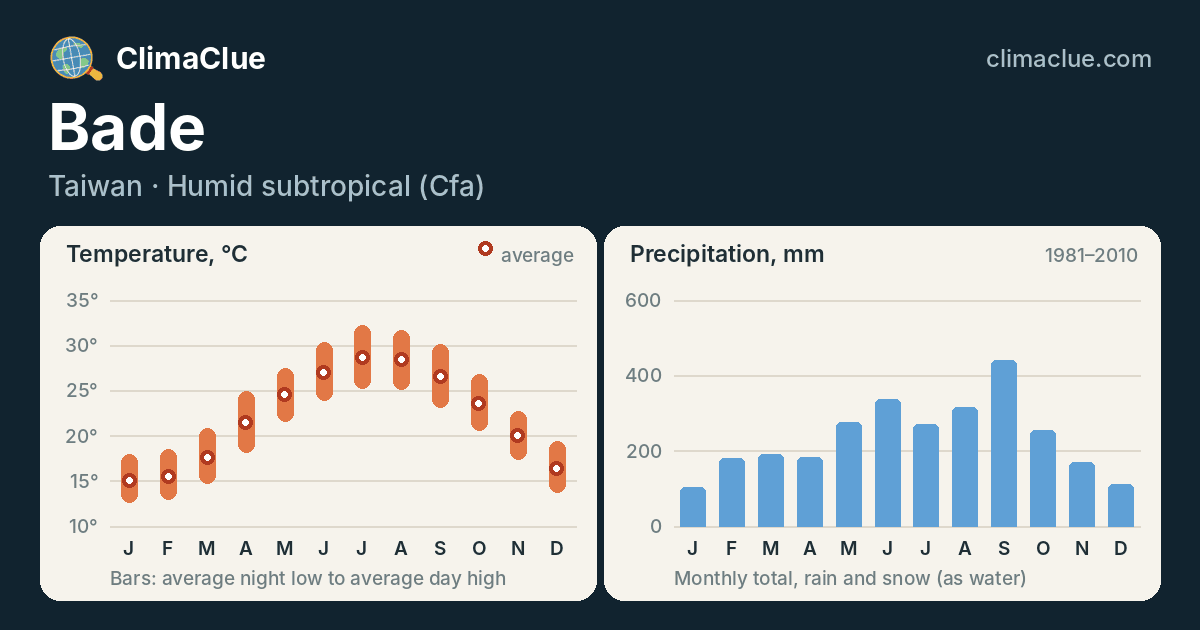 ClimaClue
climaclue.com
Bade
Taiwan · Humid subtropical (Cfa)
Temperature, °C
average
35°
30°
25°
20°
15°
10°
J F M A M J J A S O N D
Bars: average night low to average day high
Precipitation, mm
1981–2010
600
400
200
0
J F M A M J J A S O N D
Monthly total, rain and snow (as water)